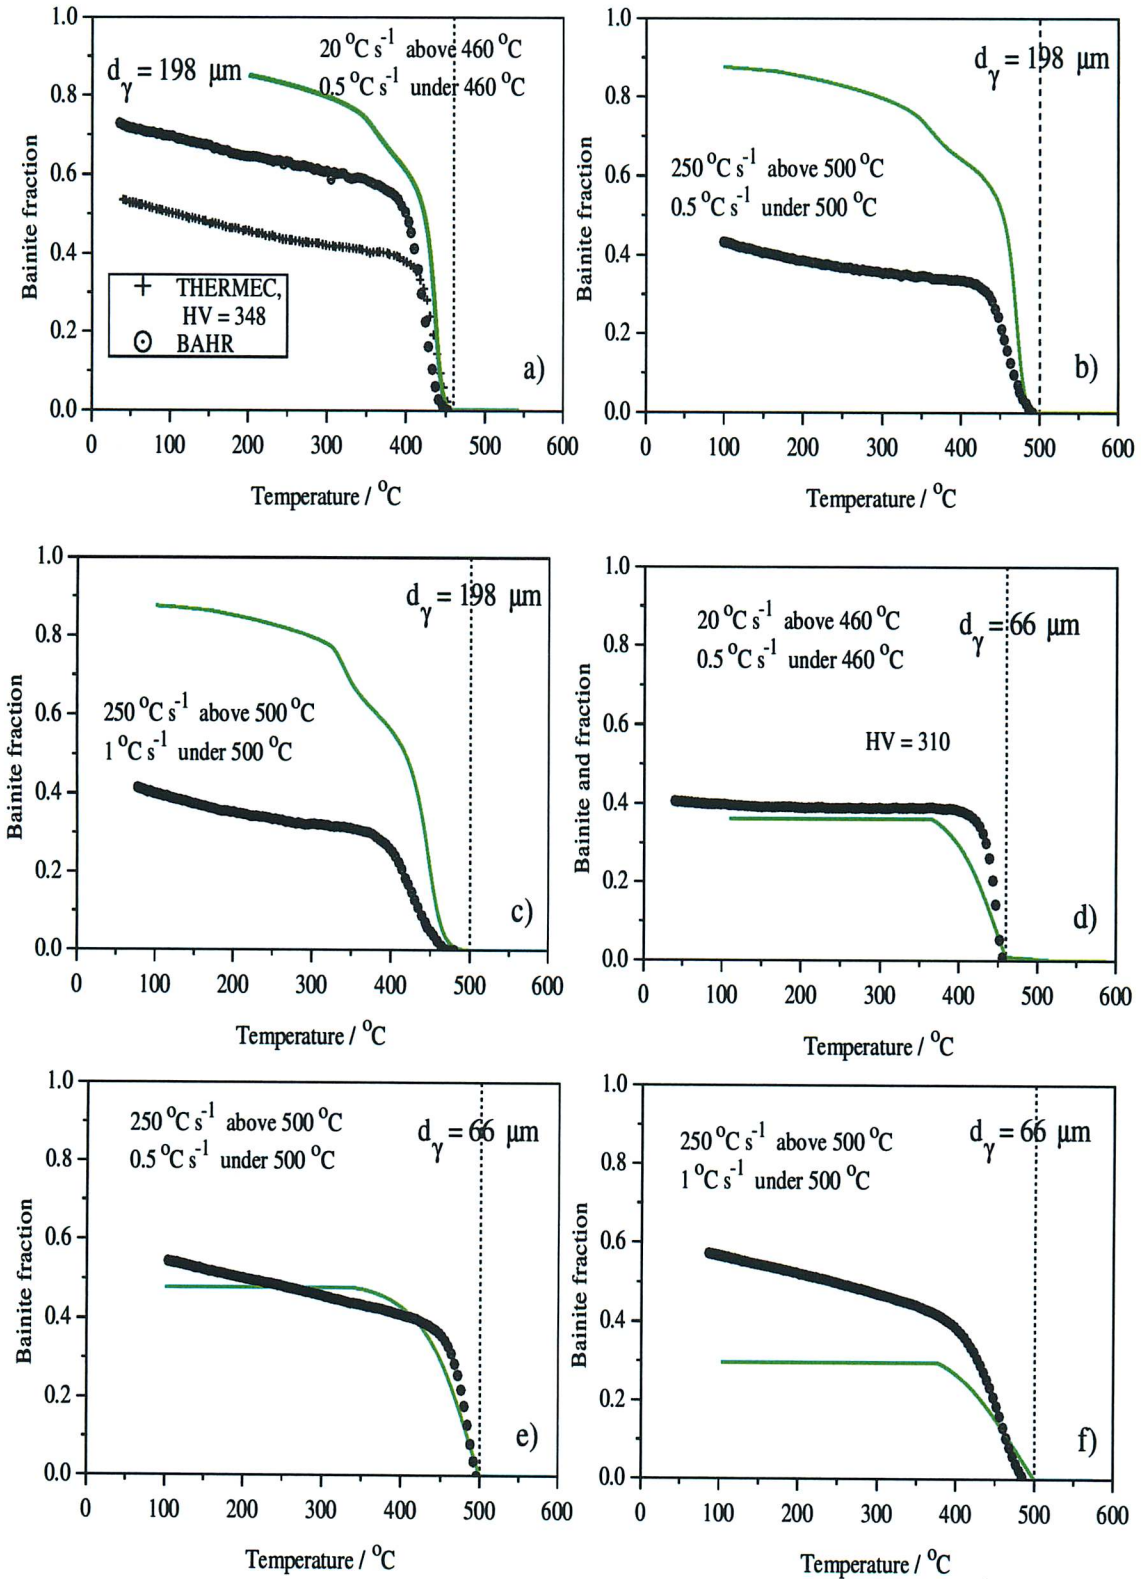 1.0
0.8
0.6
0.4
0.2
0.0
0 100 200 300 400 500 600
Bainite fraction
Temperature / °C
dγ = 198 µm
20 °C s-1 above 460 °C
0.5 °C s-1 under 460 °C
+ THERMEC,
HV = 348
⊙ BAHR
a)
1.0
0.8
0.6
0.4
0.2
0.0
0 100 200 300 400 500 600
Bainite fraction
Temperature / °C
dγ = 198 µm
250 °C s-1 above 500 °C
0.5 °C s-1 under 500 °C
b)
1.0
0.8
0.6
0.4
0.2
0.0
0 100 200 300 400 500 600
Bainite fraction
Temperature / °C
dγ = 198 µm
250 °C s-1 above 500 °C
1 °C s-1 under 500 °C
c)
1.0
0.8
0.6
0.4
0.2
0.0
0 100 200 300 400 500 600
Bainite and fraction
Temperature / °C
20 °C s-1 above 460 °C
dγ = 66 µm
0.5 °C s-1 under 460 °C
HV = 310
d)
1.0
0.8
0.6
0.4
0.2
0.0
0 100 200 300 400 500 600
Bainite fraction
Temperature / °C
250 °C s-1 above 500 °C
dγ = 66 µm
0.5 °C s-1 under 500 °C
e)
1.0
0.8
0.6
0.4
0.2
0.0
0 100 200 300 400 500 600
Bainite fraction
Temperature / °C
250 °C s-1 above 500 °C
dγ = 66 µm
1 °C s-1 under 500 °C
f)